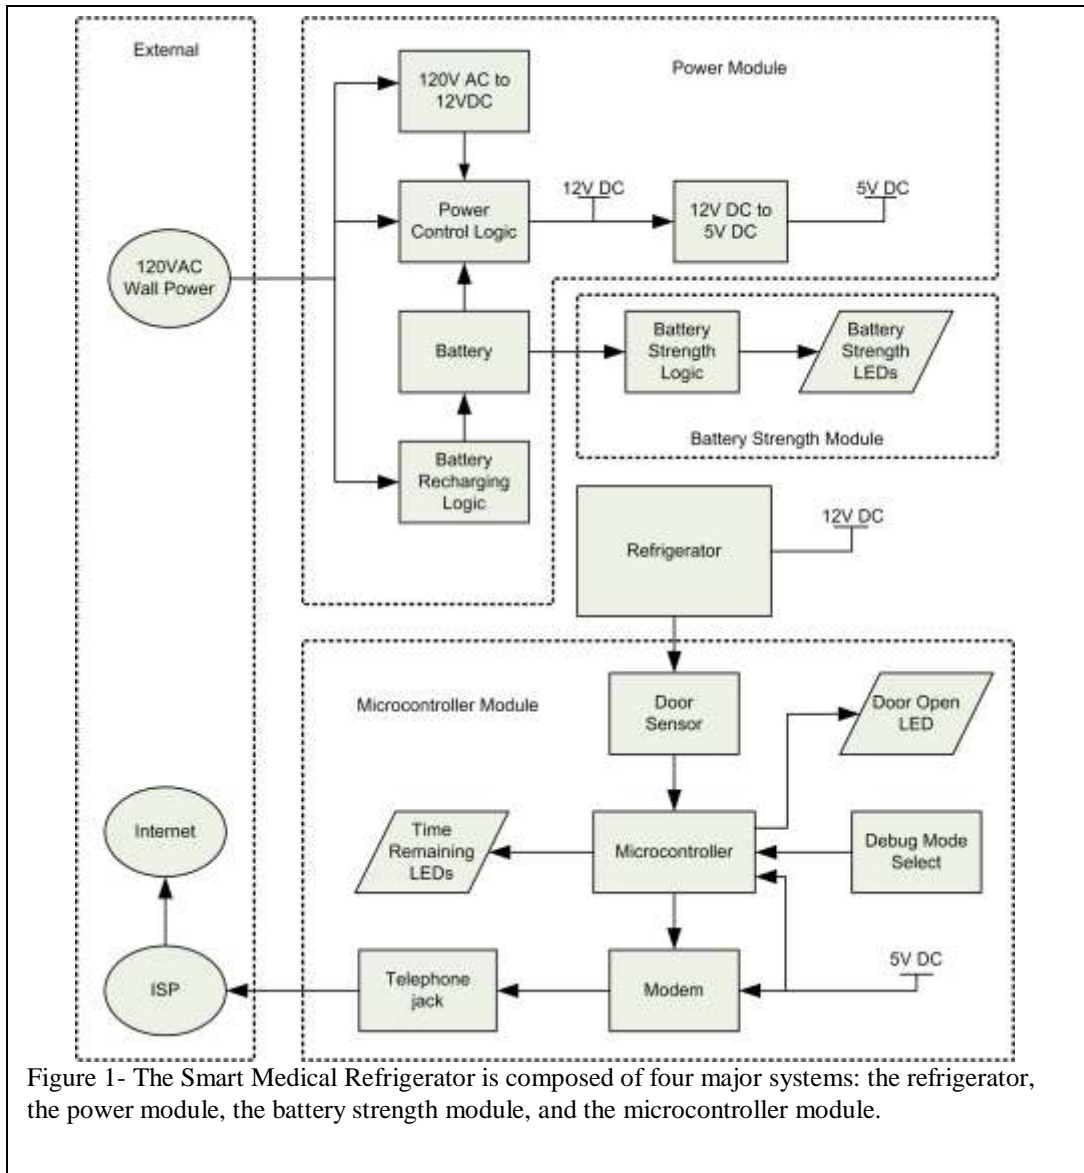 External
Power Module
120V AC to
12VDC
Power
Control Logic
12V DC
12V DC to
5V DC
5V DC
120VAC
Wall Power
Battery
Battery
Strength
Logic
Battery
Strength
LEDs
Battery Strength Module
Battery
Recharging
Logic
Refrigerator
12V DC
Microcontroller Module
Door
Sensor
Door Open
LED
Internet
Time
Remaining
LEDs
Microcontroller
Debug Mode
Select
ISP
Telephone
jack
Modem
5V DC
Figure 1- The Smart Medical Refrigerator is composed of four major systems: the refrigerator,
the power module, the battery strength module, and the microcontroller module.